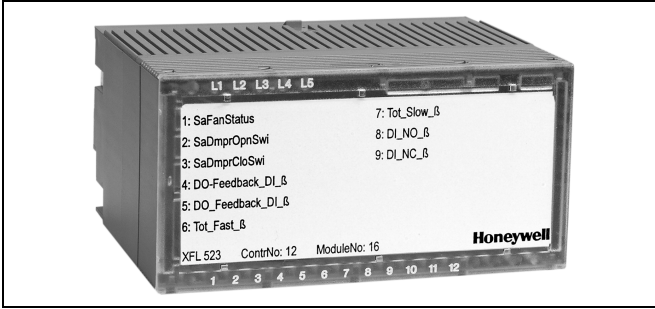 L1 L2 L3 L4 L5
1: SaFanStatus
2: SaDmprOpnSwi
3: SaDmprCloSwi
4: DO-Feedback_DI_ß
5: DO_Feedback_DI_ß
6: Tot_Fast_ß
7: Tot_Slow_ß
8: DI_NO_ß
9: DI_NC_ß
Honeywell
XFL 523 ContrNo: 12 ModuleNo: 16
1 2 3 4 5 6 7 8 9 10 11 12